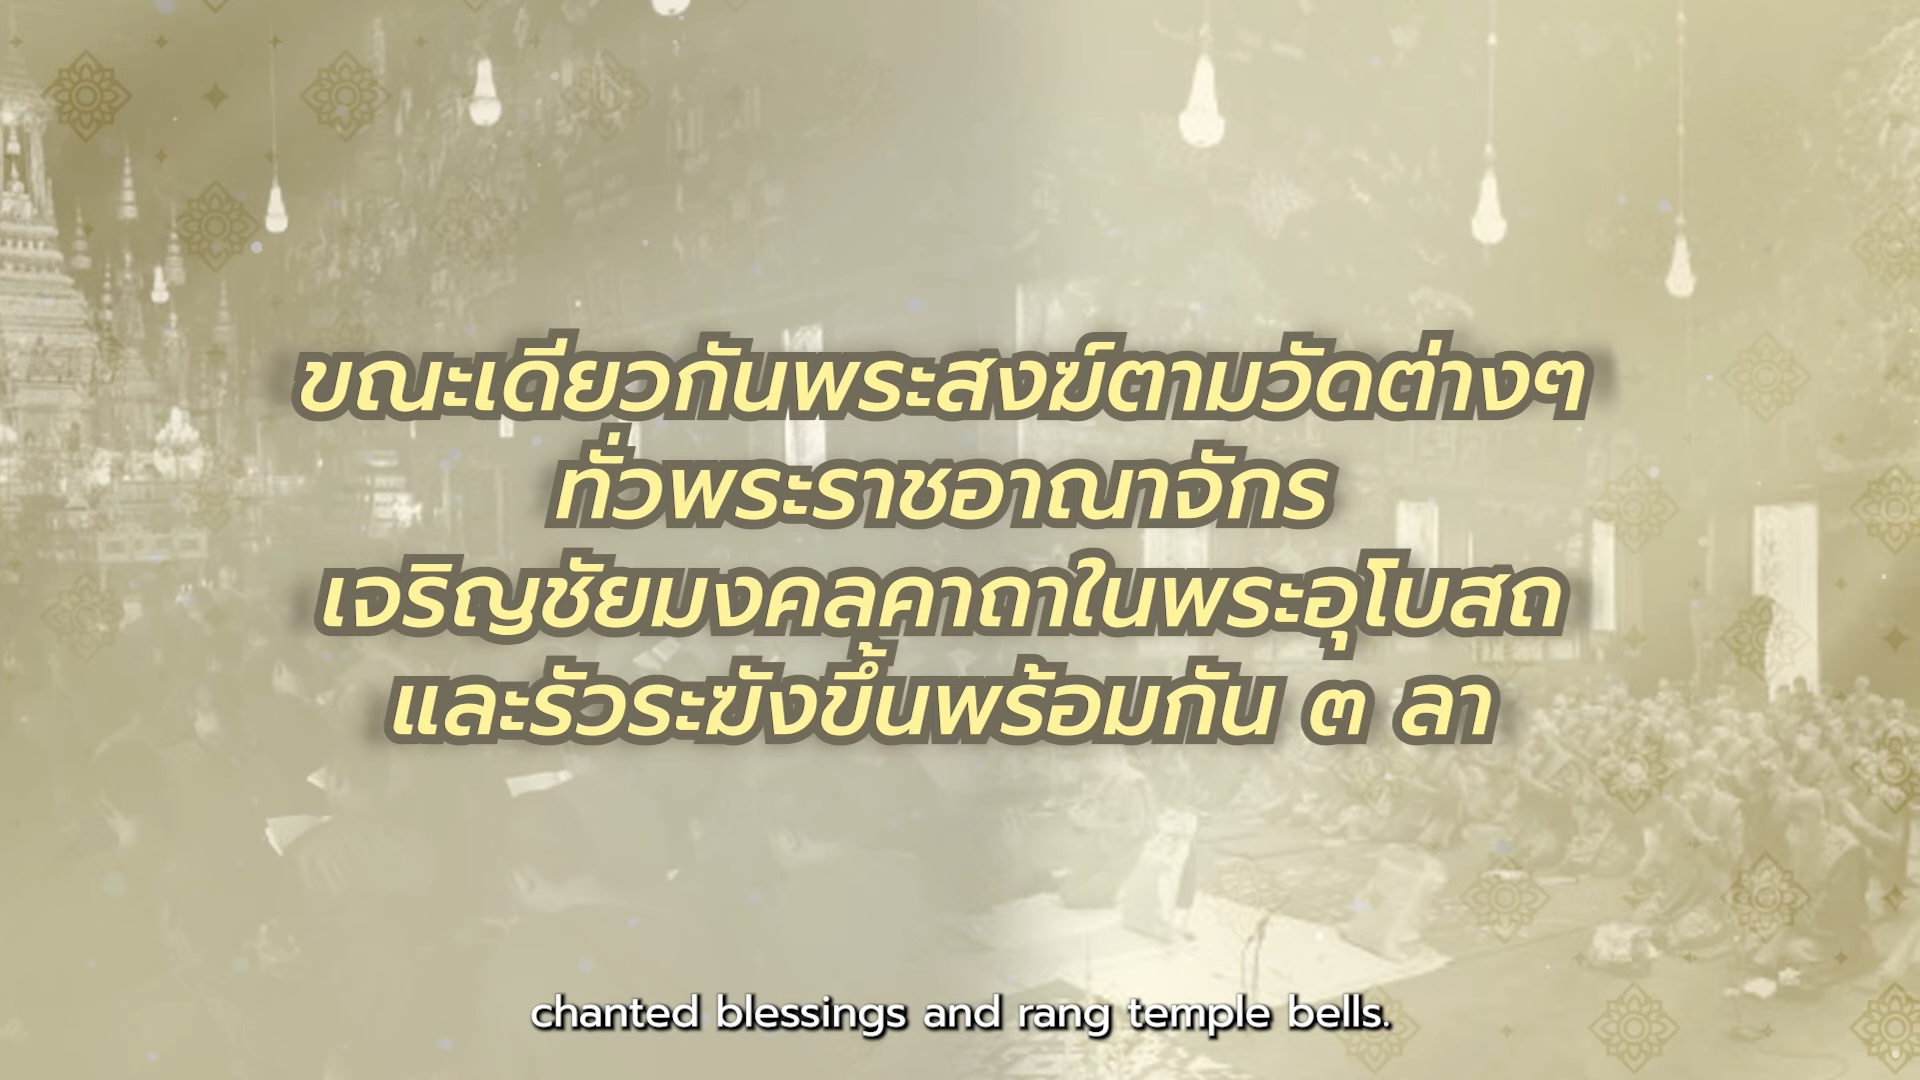 ขณะเดียวกันพระสงฆ์ตามวัดต่างๆ
ทั่วพระราชอาณาจักร
เจริญชัยมงคลคาถาในพระอุโบสถ
และรัวระฆังขึ้นพร้อมกัน ๓ ลา
chanted blessings and rang temple bells.